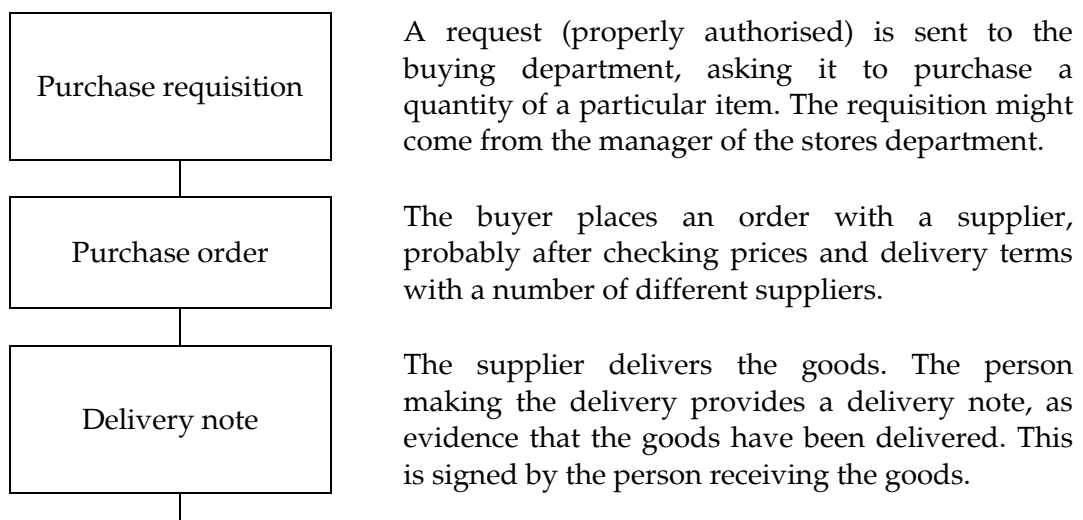 Purchase requisition
A request (properly authorised) is sent to the
buying department, asking it to purchase a
quantity of a particular item. The requisition might
come from the manager of the stores department.
Purchase order
The buyer places an order with a supplier,
probably after checking prices and delivery terms
with a number of different suppliers.
Delivery note
The supplier delivers the goods. The person
making the delivery provides a delivery note, as
evidence that the goods have been delivered. This
is signed by the person receiving the goods.